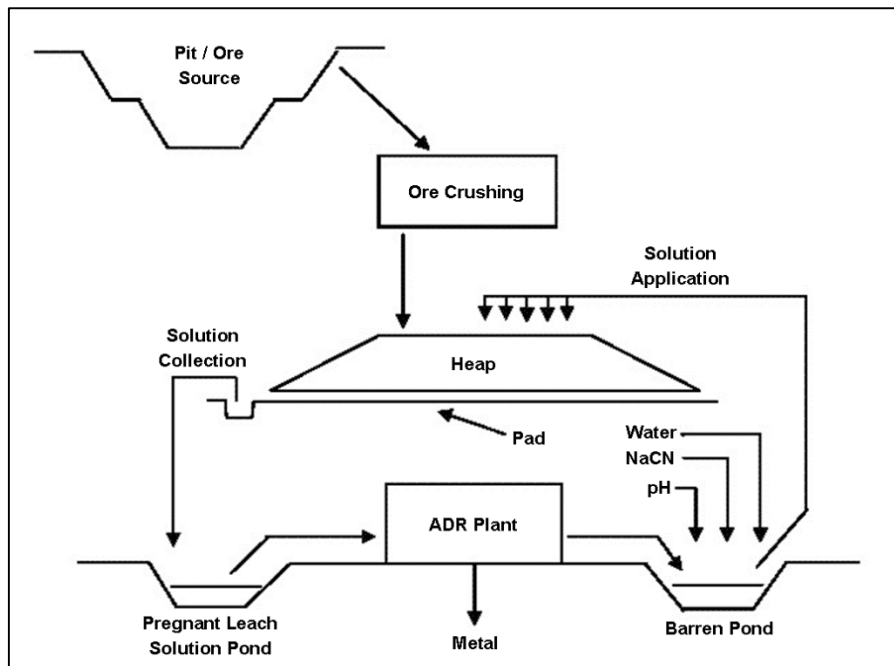 Pit / Ore
Source
Ore Crushing
Solution
Application
Solution
Collection
Heap
Pad
Water
NaCN
pH
ADR Plant
Pregnant Leach
Solution Pond
Metal
Barren Pond